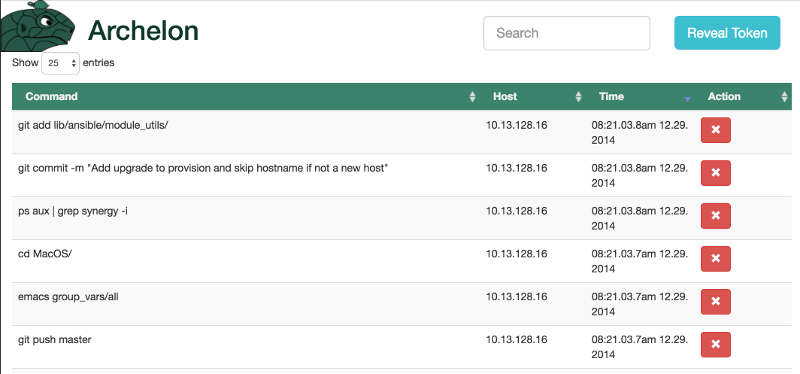 Archelon
Search
Reveal Token
Show 25 entries
Command Host Time Action
git add lib/ansible/module_utils/ 10.13.128.16 08:21.03.8am 12.29.
2014
git commit -m "Add upgrade to provision and skip hostname if not a new host" 10.13.128.16 08:21.03.8am 12.29.
2014
ps aux | grep synergy -i 10.13.128.16 08:21.03.8am 12.29.
2014
cd MacOS/ 10.13.128.16 08:21.03.7am 12.29.
2014
emacs group_vars/all 10.13.128.16 08:21.03.7am 12.29.
2014
git push master 10.13.128.16 08:21.03.7am 12.29.
2014